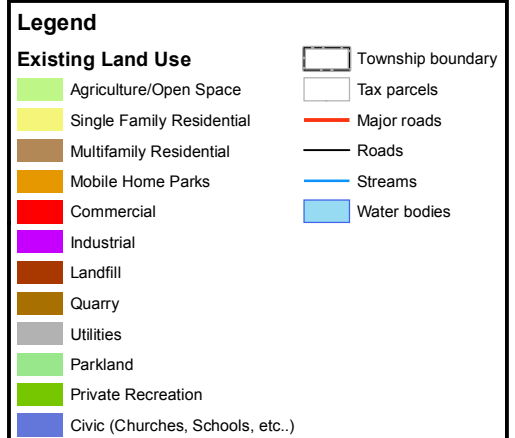 Legend
Existing Land Use
Agriculture/Open Space
Single Family Residential
Multifamily Residential
Mobile Home Parks
Commercial
Industrial
Landfill
Quarry
Utilities
Parkland
Private Recreation
Civic (Churches, Schools, etc..)
Township boundary
Tax parcels
Major roads
Roads
Streams
Water bodies